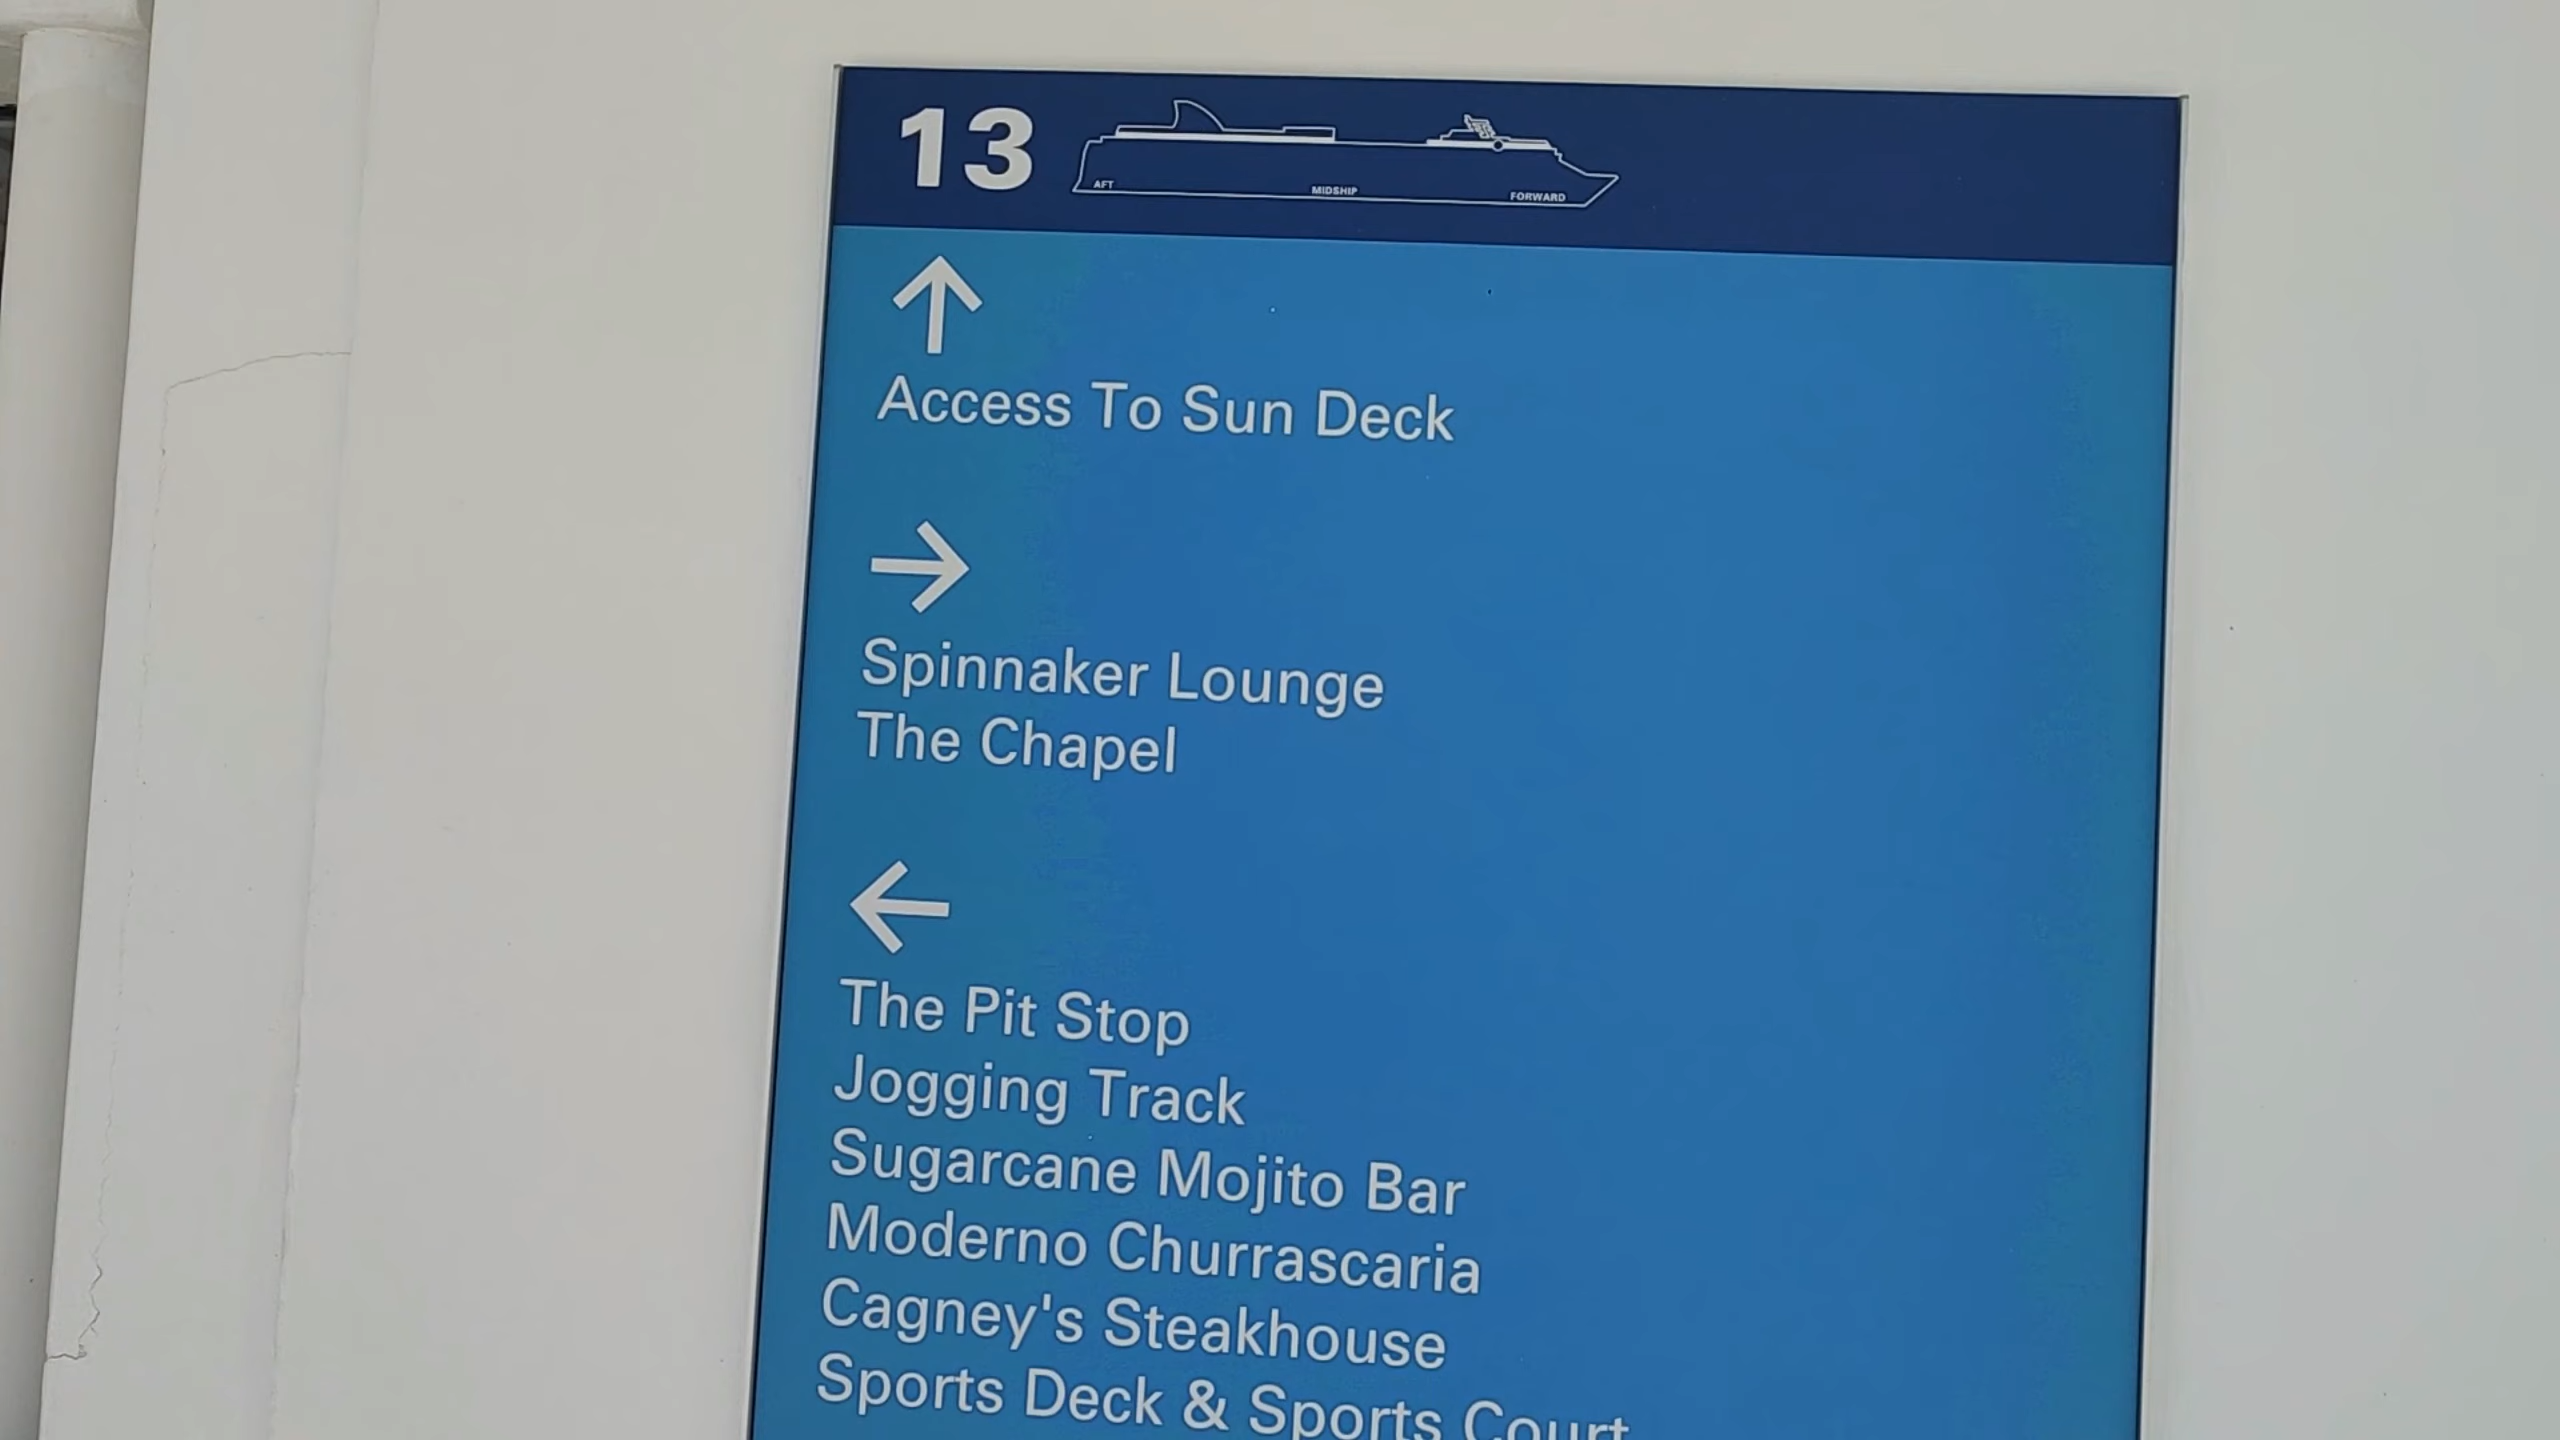 13
AFT MIDSHIP FORWARD
Access To Sun Deck
Spinnaker Lounge
The Chapel
The Pit Stop
Jogging Track
Sugarcane Mojito Bar
Moderno Churrascaria
Cagney's Steakhouse
Sports Deck & Sports Court